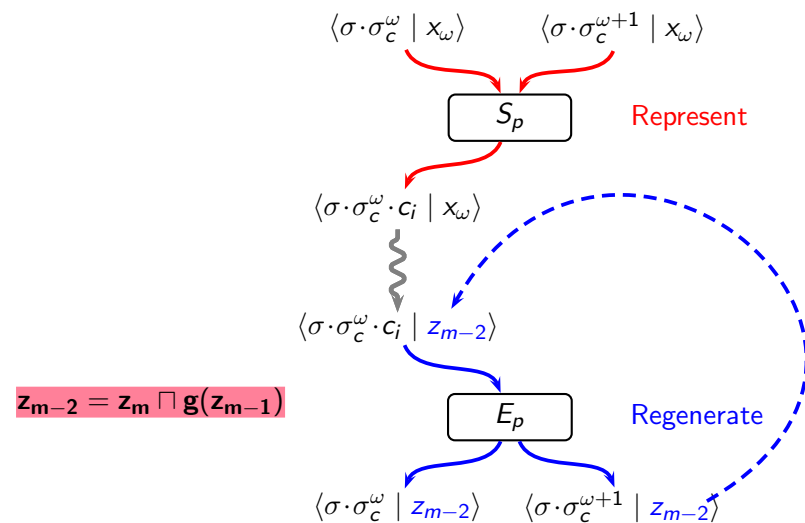 ⟨σ·σ_c^ω | x_ω⟩ ⟨σ·σ_c^{ω+1} | x_ω⟩
S_p Represent
⟨σ·σ_c^ω·c_i | x_ω⟩
⟨σ·σ_c^ω·c_i | z_{m−2}⟩
z_{m−2} = z_m ⊓ g(z_{m−1})
E_p Regenerate
⟨σ·σ_c^ω | z_{m−2}⟩ ⟨σ·σ_c^{ω+1} | z_{m−2}⟩